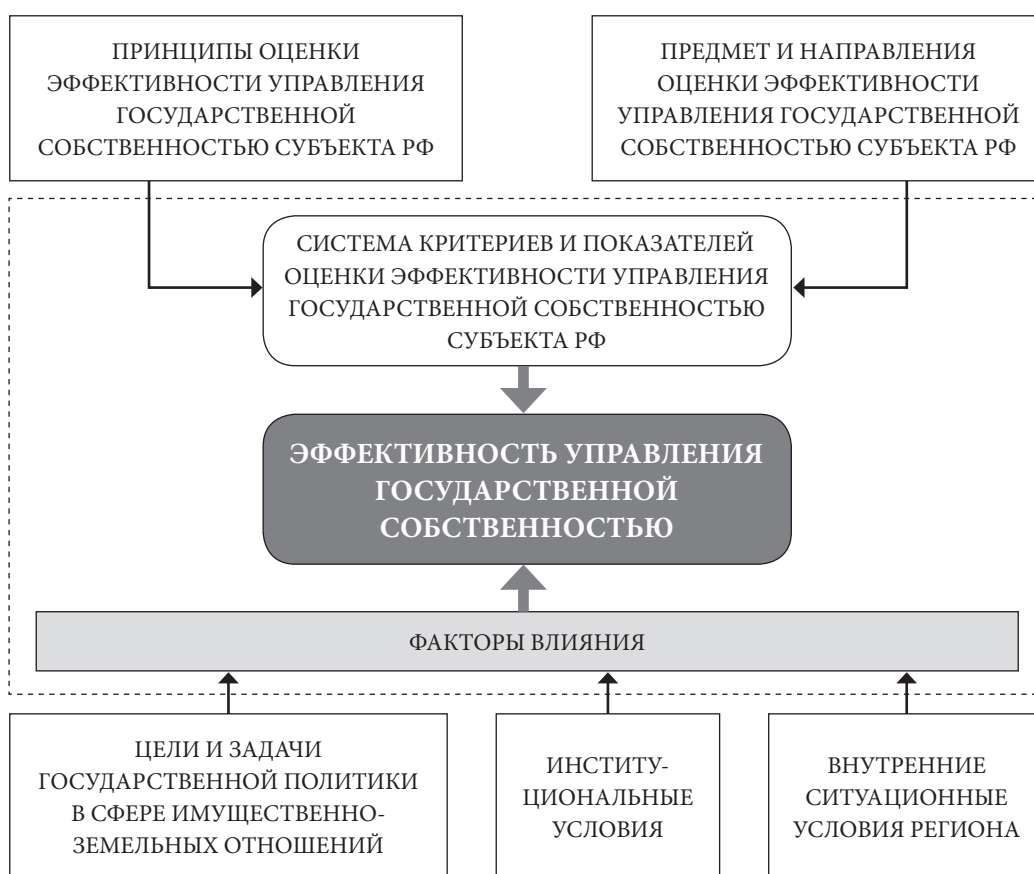 ПРИНЦИПЫ ОЦЕНКИ
ЭФФЕКТИВНОСТИ УПРАВЛЕНИЯ
ГОСУДАРСТВЕННОЙ
СОБСТВЕННОСТЬЮ СУБЪЕКТА РФ
ПРЕДМЕТ И НАПРАВЛЕНИЯ
ОЦЕНКИ ЭФФЕКТИВНОСТИ
УПРАВЛЕНИЯ ГОСУДАРСТВЕННОЙ
СОБСТВЕННОСТЬЮ СУБЪЕКТА РФ
СИСТЕМА КРИТЕРИЕВ И ПОКАЗАТЕЛЕЙ
ОЦЕНКИ ЭФФЕКТИВНОСТИ УПРАВЛЕНИЯ
ГОСУДАРСТВЕННОЙ СОБСТВЕННОСТЬЮ
СУБЪЕКТА РФ
ЭФФЕКТИВНОСТЬ УПРАВЛЕНИЯ
ГОСУДАРСТВЕННОЙ
СОБСТВЕННОСТЬЮ
ФАКТОРЫ ВЛИЯНИЯ
ЦЕЛИ И ЗАДАЧИ
ГОСУДАРСТВЕННОЙ ПОЛИТИКИ
В СФЕРЕ ИМУЩЕСТВЕННО-
ЗЕМЕЛЬНЫХ ОТНОШЕНИЙ
ИНСТИТУ-
ЦИОНАЛЬНЫЕ
УСЛОВИЯ
ВНУТРЕННИЕ
СИТУАЦИОННЫЕ
УСЛОВИЯ РЕГИОНА